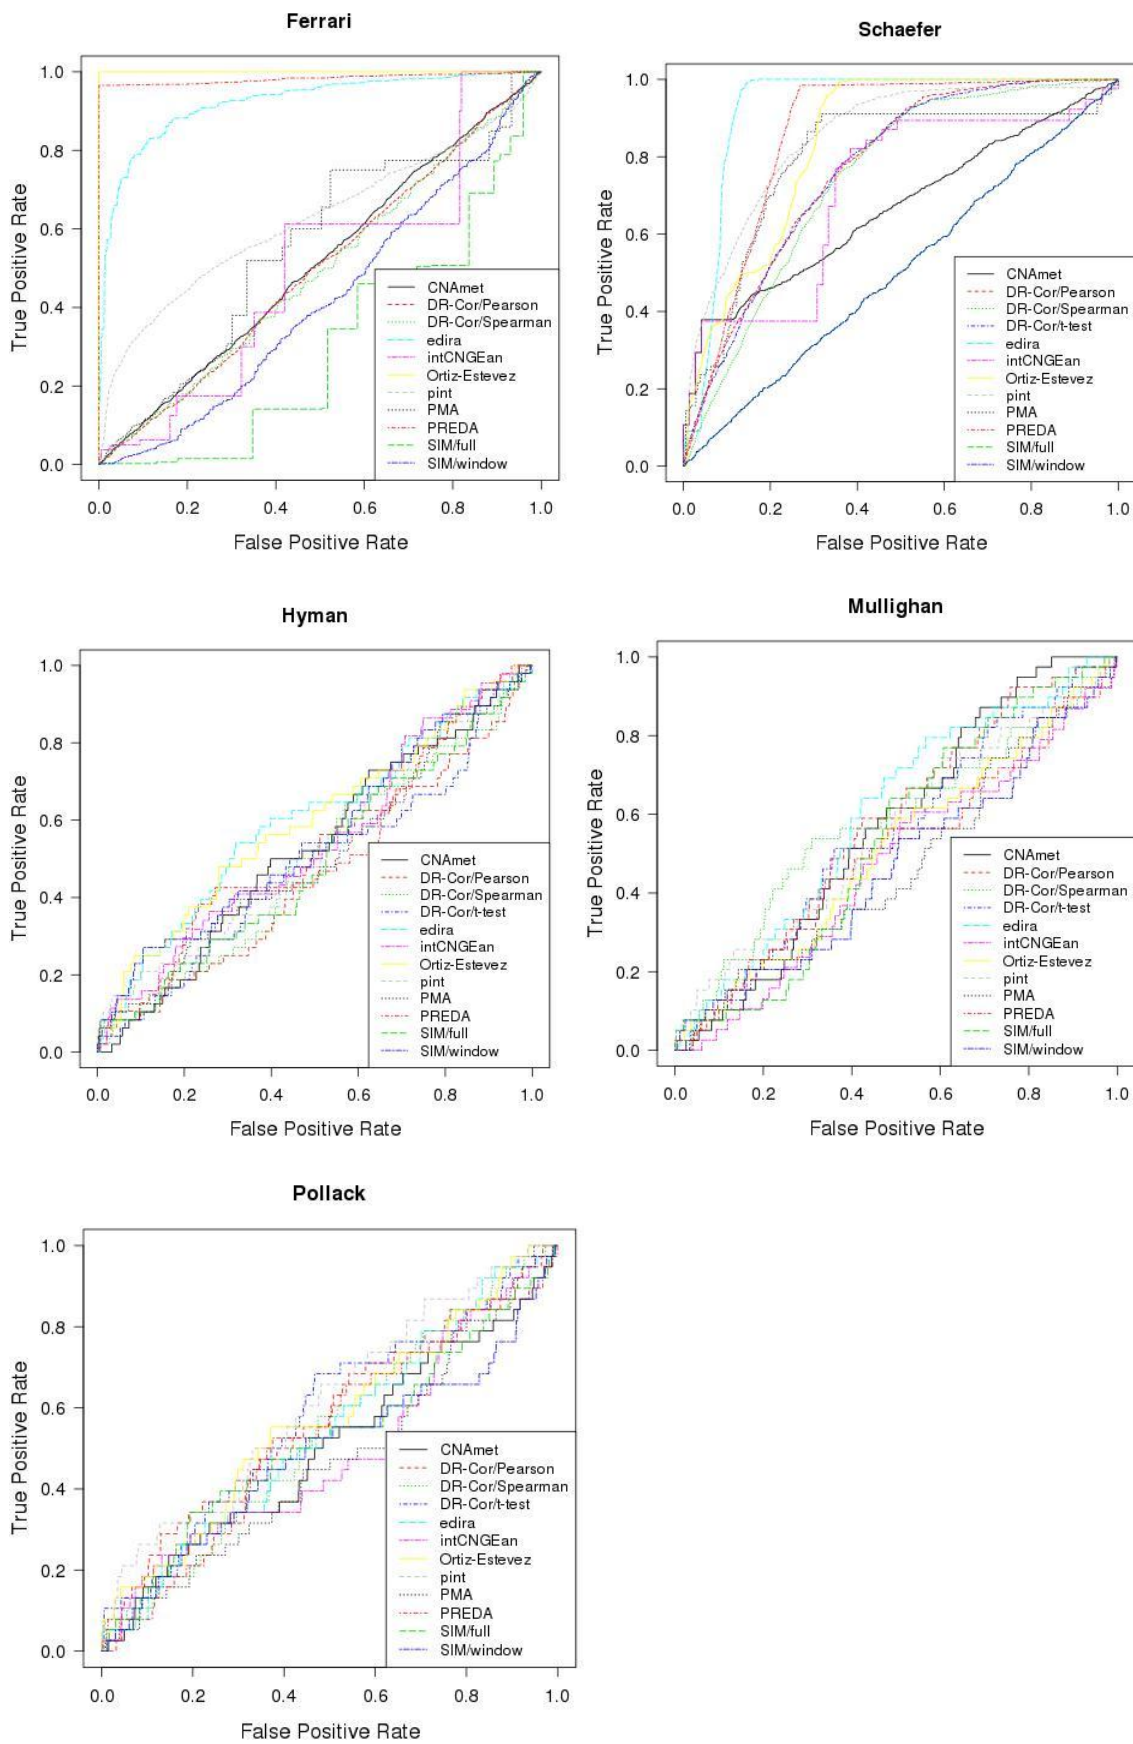 Ferrari
True Positive Rate
1.0
0.8
0.6
0.4
0.2
0.0
CNAmet
DR-Cor/Pearson
DR-Cor/Spearman
edira
intCNGEan
Ortiz-Estevez
pint
PMA
PREDA
SIM/full
SIM/window
0.0 0.2 0.4 0.6 0.8 1.0
False Positive Rate
Schaefer
True Positive Rate
1.0
0.8
0.6
0.4
0.2
0.0
CNAmet
DR-Cor/Pearson
DR-Cor/Spearman
DR-Cor/t-test
edira
intCNGEan
Ortiz-Estevez
pint
PMA
PREDA
SIM/full
SIM/window
0.0 0.2 0.4 0.6 0.8 1.0
False Positive Rate
Hyman
True Positive Rate
1.0
0.8
0.6
0.4
0.2
0.0
CNAmet
DR-Cor/Pearson
DR-Cor/Spearman
DR-Cor/t-test
edira
intCNGEan
Ortiz-Estevez
pint
PMA
PREDA
SIM/full
SIM/window
0.0 0.2 0.4 0.6 0.8 1.0
False Positive Rate
Mullighan
True Positive Rate
1.0
0.8
0.6
0.4
0.2
0.0
CNAmet
DR-Cor/Pearson
DR-Cor/Spearman
DR-Cor/t-test
edira
intCNGEan
Ortiz-Estevez
pint
PMA
PREDA
SIM/full
SIM/window
0.0 0.2 0.4 0.6 0.8 1.0
False Positive Rate
Pollack
True Positive Rate
1.0
0.8
0.6
0.4
0.2
0.0
CNAmet
DR-Cor/Pearson
DR-Cor/Spearman
DR-Cor/t-test
edira
intCNGEan
Ortiz-Estevez
pint
PMA
PREDA
SIM/full
SIM/window
0.0 0.2 0.4 0.6 0.8 1.0
False Positive Rate